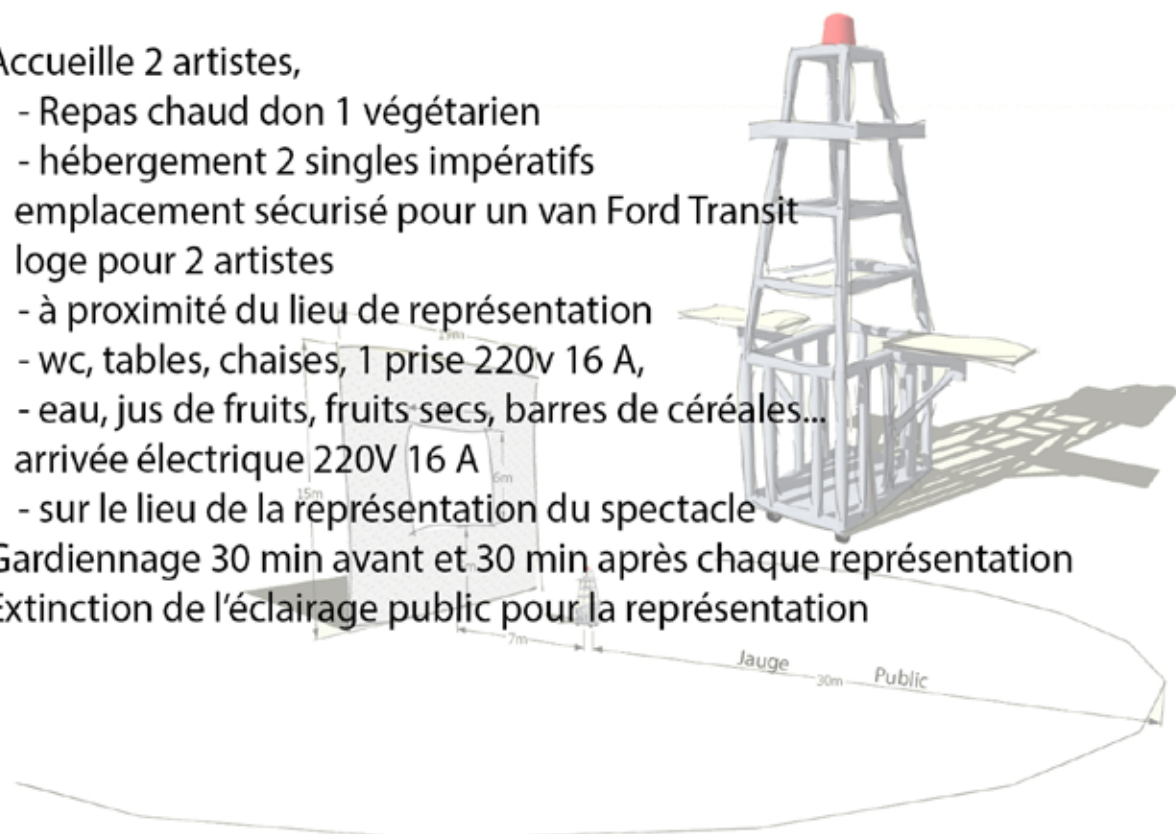 Accueille 2 artistes,
- Repas chaud don 1 végétarien
- hébergement 2 singles impératifs
emplacement sécurisé pour un van Ford Transit
loge pour 2 artistes
- à proximité du lieu de représentation
- wc, tables, chaises, 1 prise 220v 16 A,
- eau, jus de fruits, fruits secs, barres de céréales...
arrivée électrique 220V 16 A
- sur le lieu de la représentation du spectacle
Gardiennage 30 min avant et 30 min après chaque représentation
Extinction de l'éclairage public pour la représentation
15m
6m
7m
Jauge
30m
Public